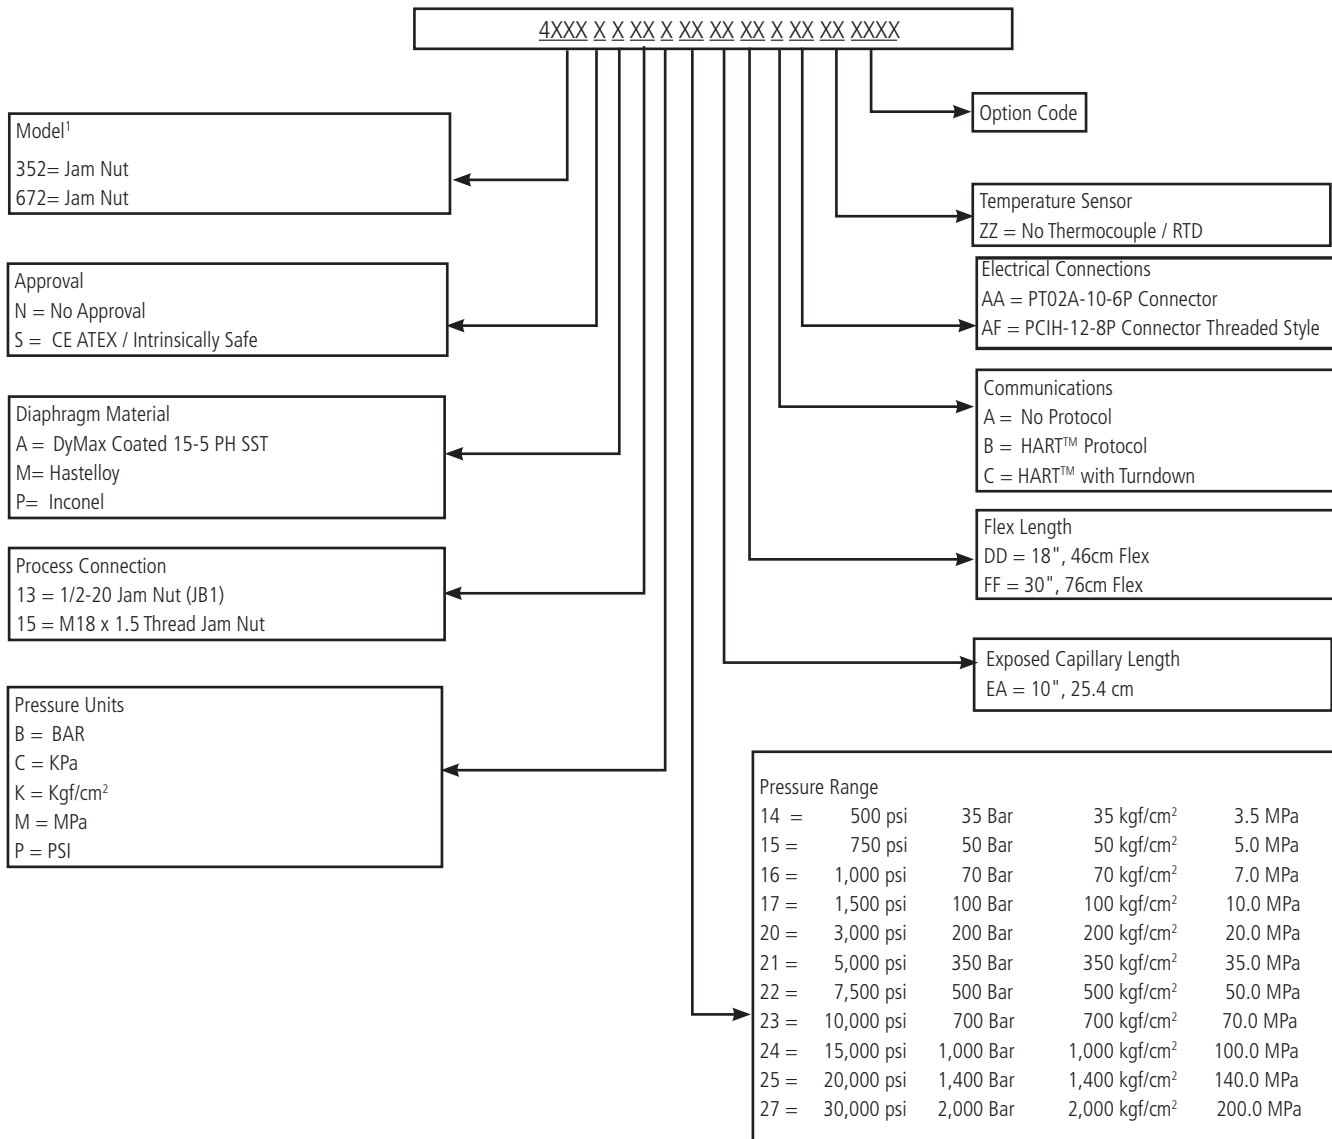 4XXX X X XX X XX XX XX X XX XX XXXX
Model¹
352= Jam Nut
672= Jam Nut
Approval
N = No Approval
S = CE ATEX / Intrinsically Safe
Diaphragm Material
A = DyMax Coated 15-5 PH SST
M= Hastelloy
P= Inconel
Process Connection
13 = 1/2-20 Jam Nut (JB1)
15 = M18 x 1.5 Thread Jam Nut
Pressure Units
B = BAR
C = KPa
K = Kgf/cm²
M = MPa
P = PSI
Option Code
Temperature Sensor
ZZ = No Thermocouple / RTD
Electrical Connections
AA = PT02A-10-6P Connector
AF = PCIH-12-8P Connector Threaded Style
Communications
A = No Protocol
B = HART™ Protocol
C = HART™ with Turndown
Flex Length
DD = 18", 46cm Flex
FF = 30", 76cm Flex
Exposed Capillary Length
EA = 10", 25.4 cm
Pressure Range
14 = 500 psi 35 Bar 35 kgf/cm² 3.5 MPa
15 = 750 psi 50 Bar 50 kgf/cm² 5.0 MPa
16 = 1,000 psi 70 Bar 70 kgf/cm² 7.0 MPa
17 = 1,500 psi 100 Bar 100 kgf/cm² 10.0 MPa
20 = 3,000 psi 200 Bar 200 kgf/cm² 20.0 MPa
21 = 5,000 psi 350 Bar 350 kgf/cm² 35.0 MPa
22 = 7,500 psi 500 Bar 500 kgf/cm² 50.0 MPa
23 = 10,000 psi 700 Bar 700 kgf/cm² 70.0 MPa
24 = 15,000 psi 1,000 Bar 1,000 kgf/cm² 100.0 MPa
25 = 20,000 psi 1,400 Bar 1,400 kgf/cm² 140.0 MPa
27 = 30,000 psi 2,000 Bar 2,000 kgf/cm² 200.0 MPa